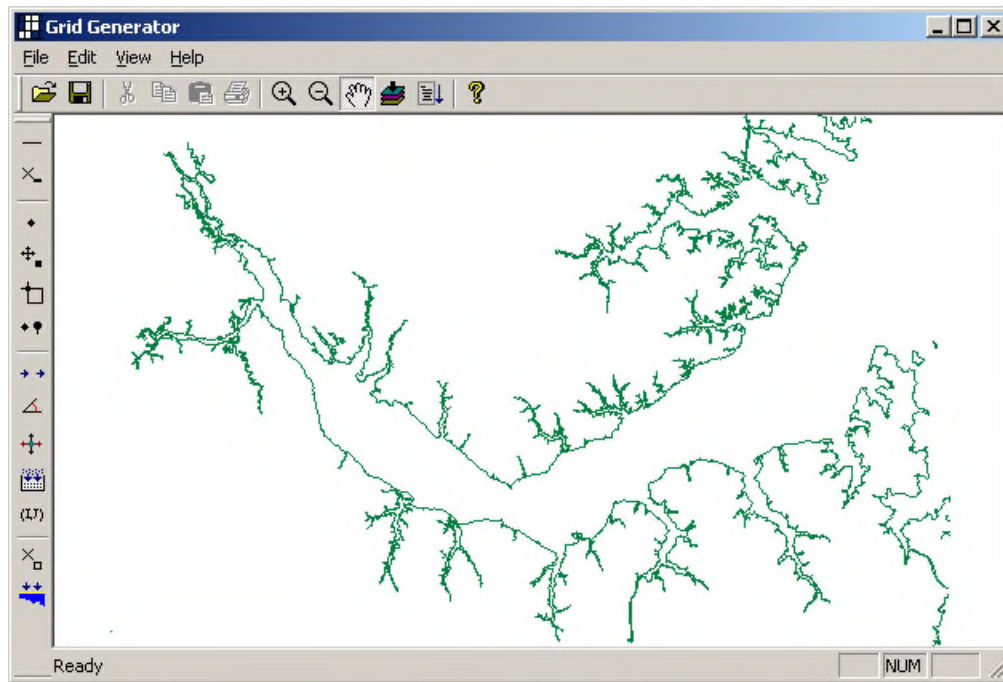 Grid Generator
File Edit View Help
?
(I,J)
Ready
NUM